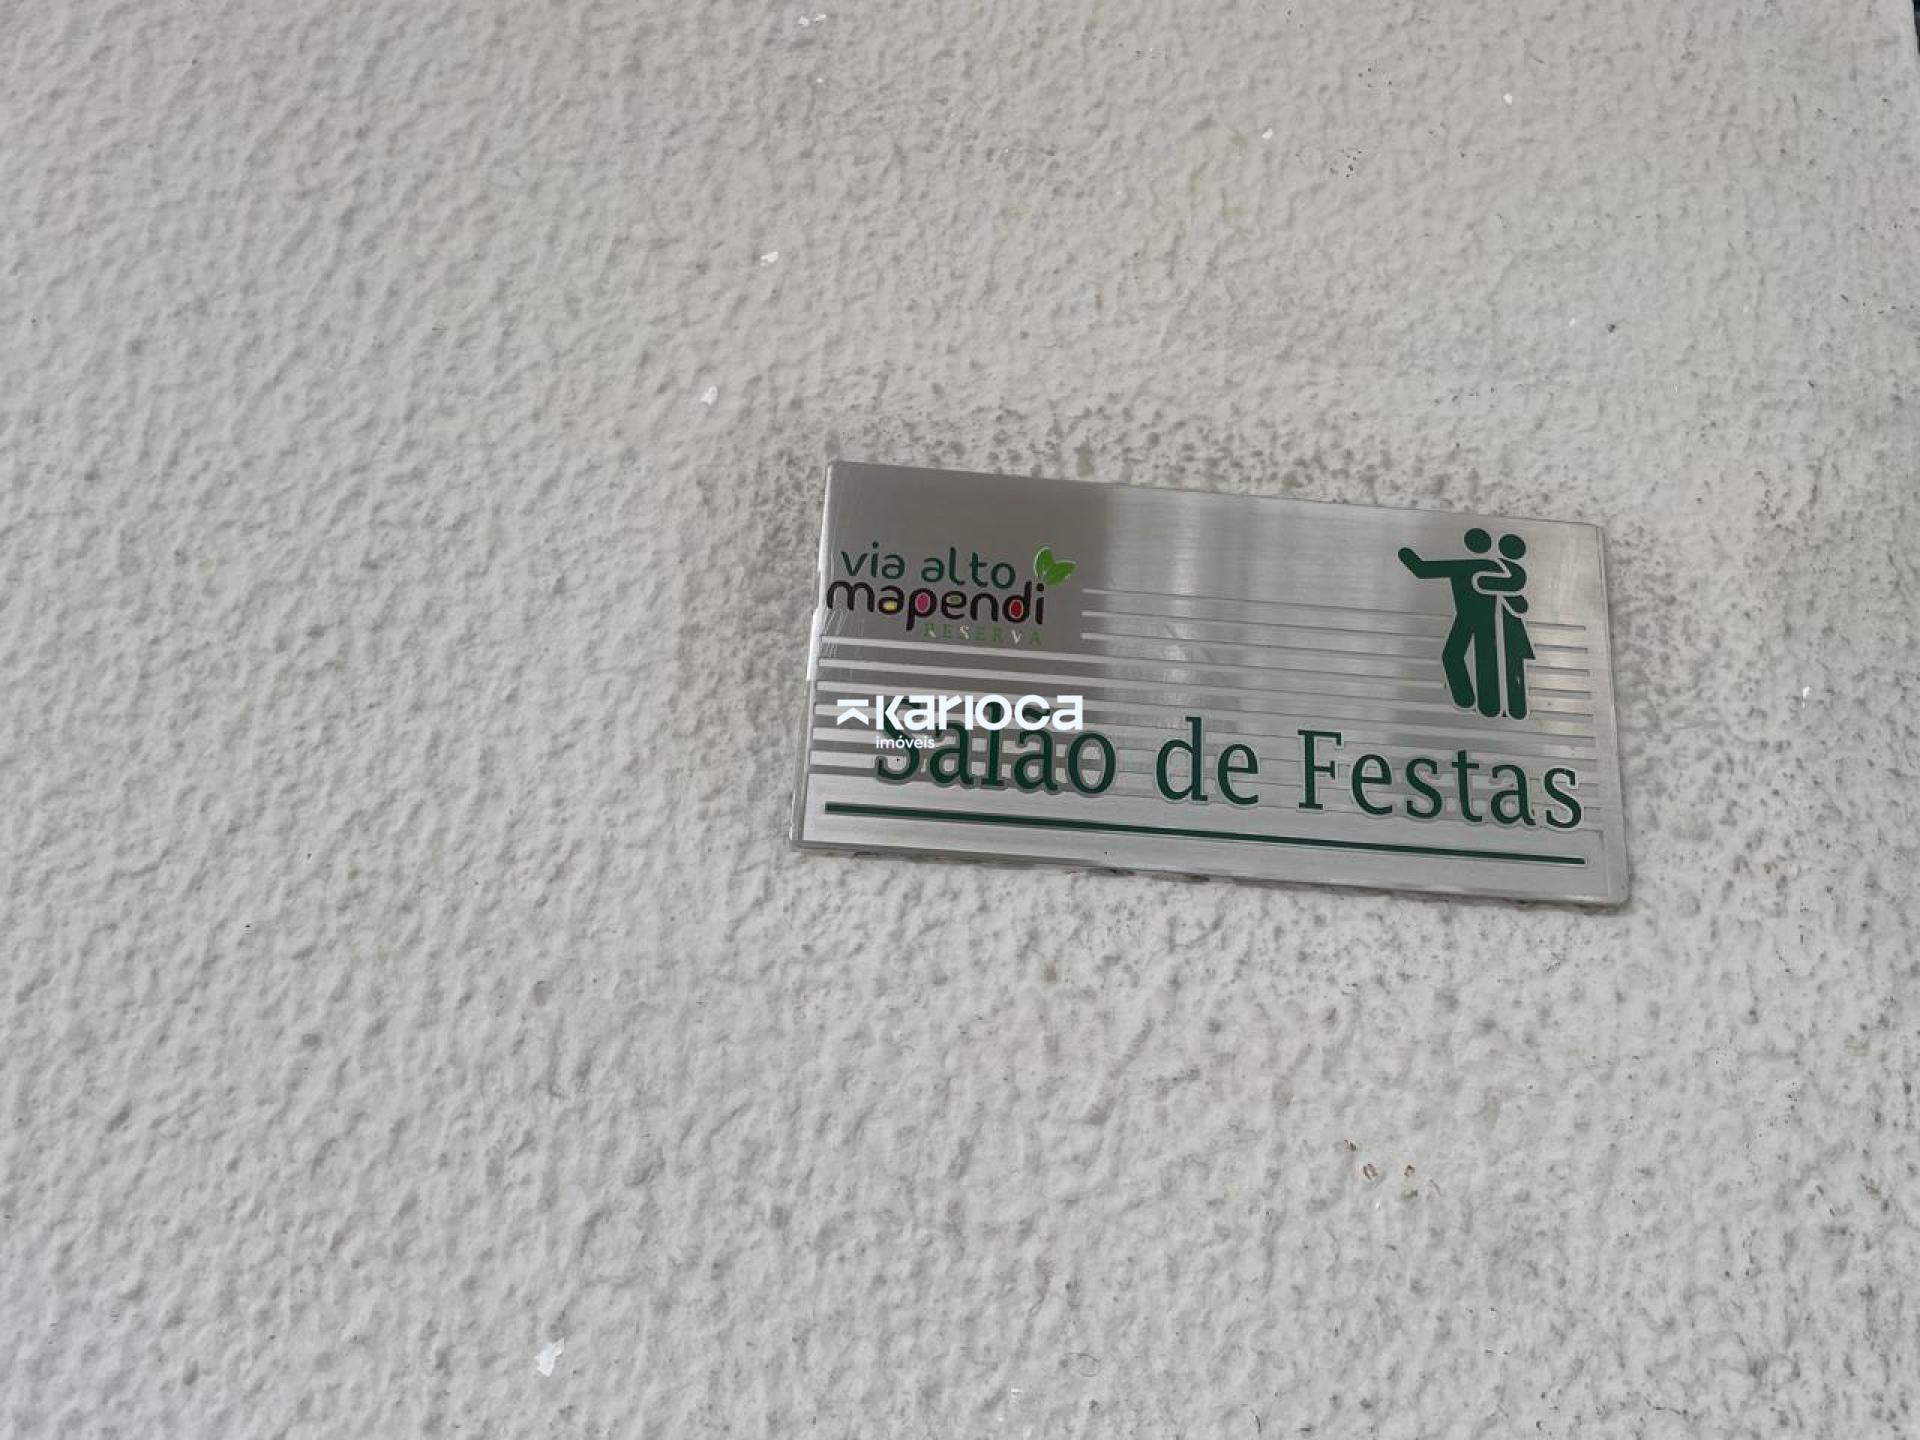 via alto
mapendi
RESERVA
KARIOCA
imóveis
Salão de Festas